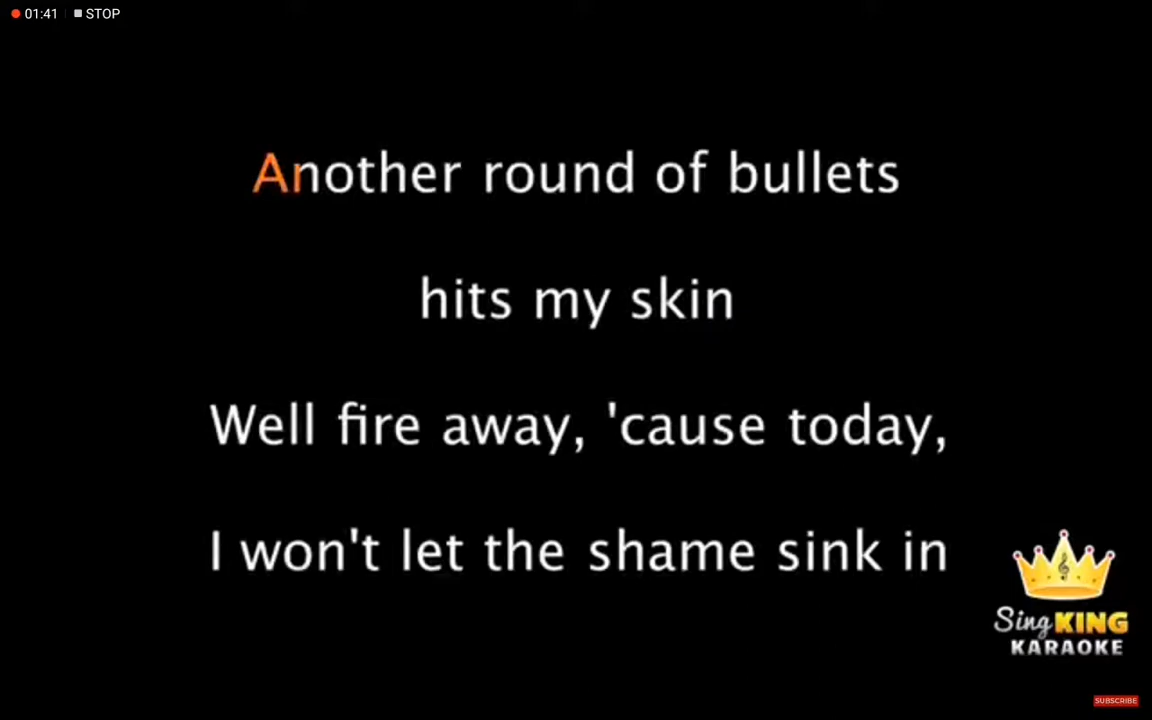 01:41 STOP
Another round of bullets
hits my skin
Well fire away, 'cause today,
I won't let the shame sink in
Sing KING
KARAOKE
SUBSCRIBE